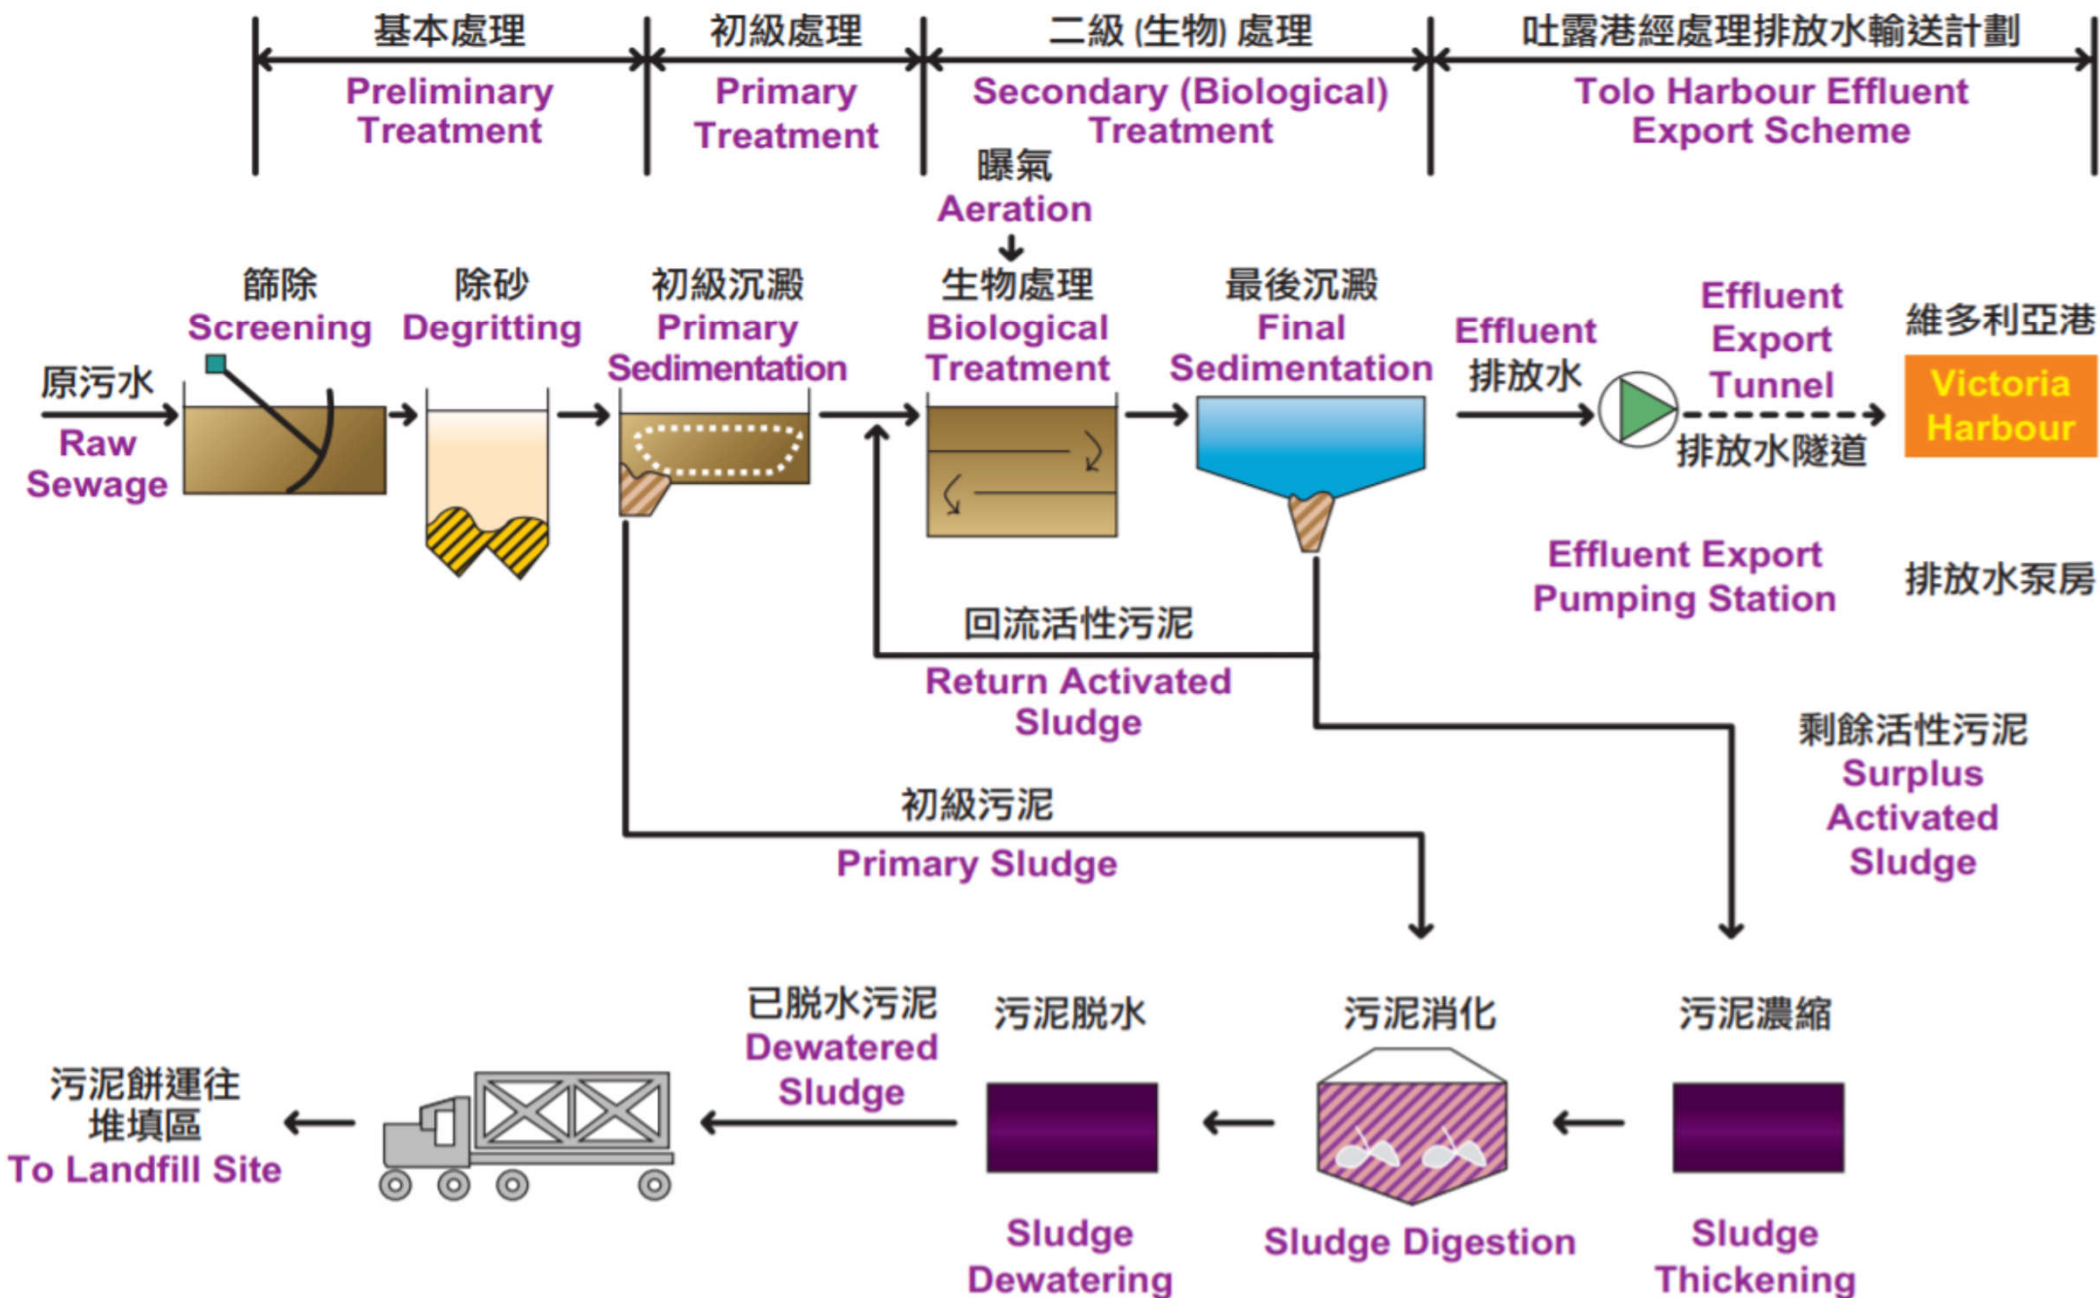 基本處理
Preliminary
Treatment
初級處理
Primary
Treatment
二級 (生物) 處理
Secondary (Biological)
Treatment
吐露港經處理排放水輸送計劃
Tolo Harbour Effluent
Export Scheme
曝氣
Aeration
原污水
Raw
Sewage
篩除
Screening
除砂
Degritting
初級沉澱
Primary
Sedimentation
生物處理
Biological
Treatment
最後沉澱
Final
Sedimentation
Effluent
排放水
Effluent
Export
Tunnel
排放水隧道
維多利亞港
Victoria
Harbour
Effluent Export
Pumping Station
排放水泵房
回流活性污泥
Return Activated
Sludge
剩餘活性污泥
Surplus
Activated
Sludge
初級污泥
Primary Sludge
污泥餅運往
堆填區
To Landfill Site
已脱水污泥
Dewatered
Sludge
污泥脱水
Sludge
Dewatering
污泥消化
Sludge Digestion
污泥濃縮
Sludge
Thickening